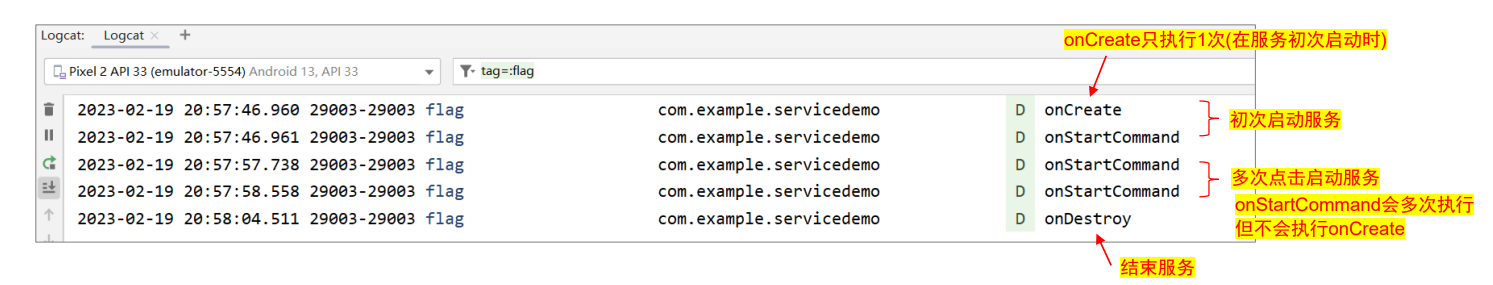 Logcat: Logcat × +
onCreate只执行1次(在服务初次启动时)
Pixel 2 API 33 (emulator-5554) Android 13, API 33 tag=:flag
2023-02-19 20:57:46.960 29003-29003 flag com.example.servicedemo D onCreate
初次启动服务
2023-02-19 20:57:46.961 29003-29003 flag com.example.servicedemo D onStartCommand
2023-02-19 20:57:57.738 29003-29003 flag com.example.servicedemo D onStartCommand
多次点击启动服务
2023-02-19 20:57:58.558 29003-29003 flag com.example.servicedemo D onStartCommand
onStartCommand会多次执行
2023-02-19 20:58:04.511 29003-29003 flag com.example.servicedemo D onDestroy
但不会执行onCreate
结束服务